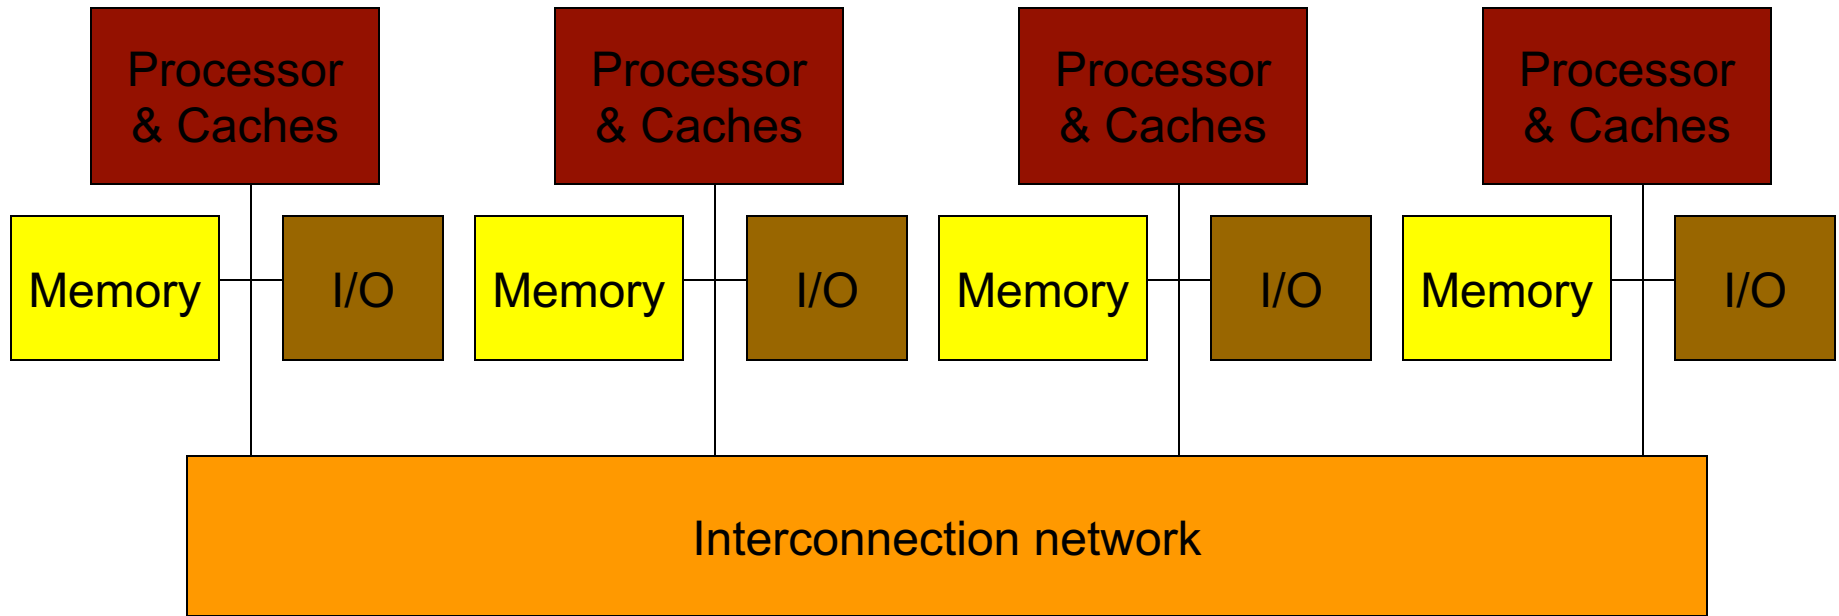 Processor
& Caches
Processor
& Caches
Processor
& Caches
Processor
& Caches
Memory
I/O
Memory
I/O
Memory
I/O
Memory
I/O
Interconnection network